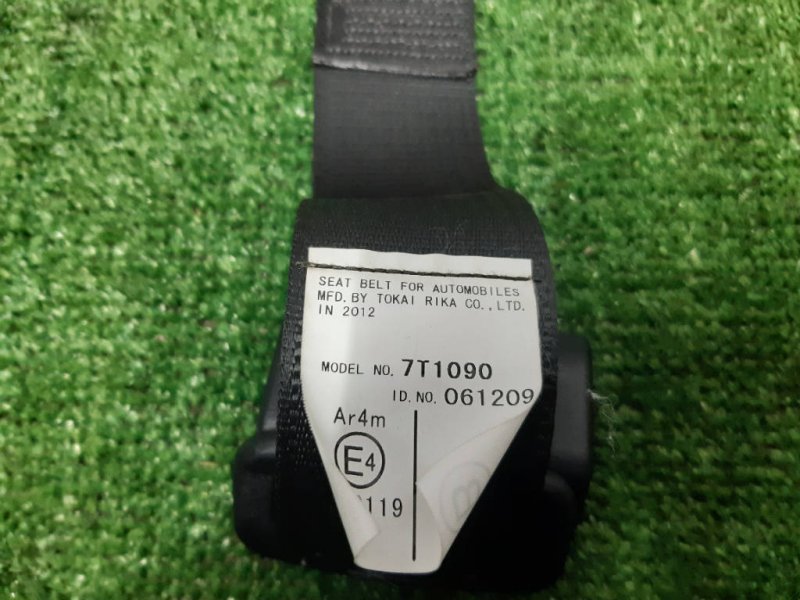 SEAT BELT FOR AUTOMOBILES
MFD. BY TOKAI RIKA CO., LTD.
IN 2012
MODEL NO. 7T1090
ID. NO. 061209
Ar4m
E4
119